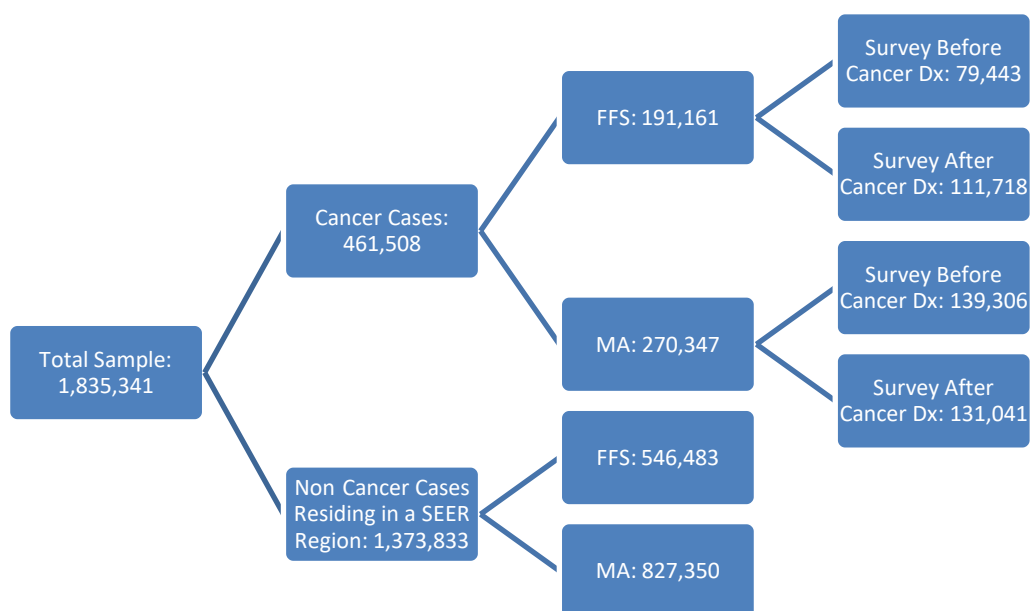 Total Sample:
1,835,341
Cancer Cases:
461,508
Non Cancer Cases
Residing in a SEER
Region: 1,373,833
FFS: 191,161
MA: 270,347
FFS: 546,483
MA: 827,350
Survey Before
Cancer Dx: 79,443
Survey After
Cancer Dx: 111,718
Survey Before
Cancer Dx: 139,306
Survey After
Cancer Dx: 131,041